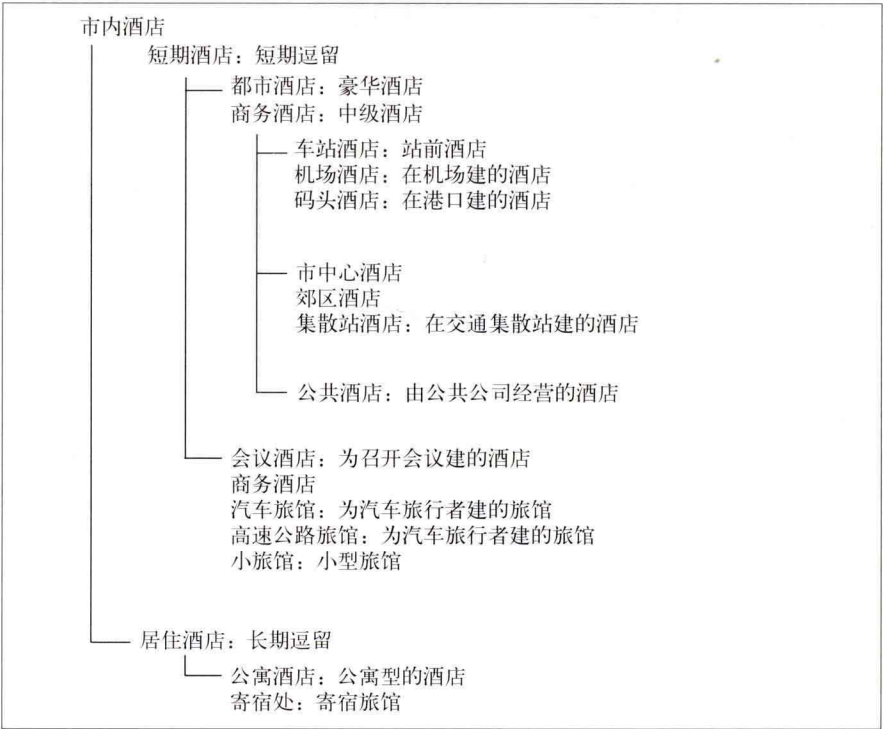 市内酒店
短期酒店：短期逗留
都市酒店：豪华酒店
商务酒店：中级酒店
车站酒店：站前酒店
机场酒店：在机场建的酒店
码头酒店：在港口建的酒店
市中心酒店
郊区酒店
集散站酒店：在交通集散站建的酒店
公共酒店：由公共公司经营的酒店
会议酒店：为召开会议建的酒店
商务酒店
汽车旅馆：为汽车旅行者建的旅馆
高速公路旅馆：为汽车旅行者建的旅馆
小旅馆：小型旅馆
居住酒店：长期逗留
公寓酒店：公寓型的酒店
寄宿处：寄宿旅馆